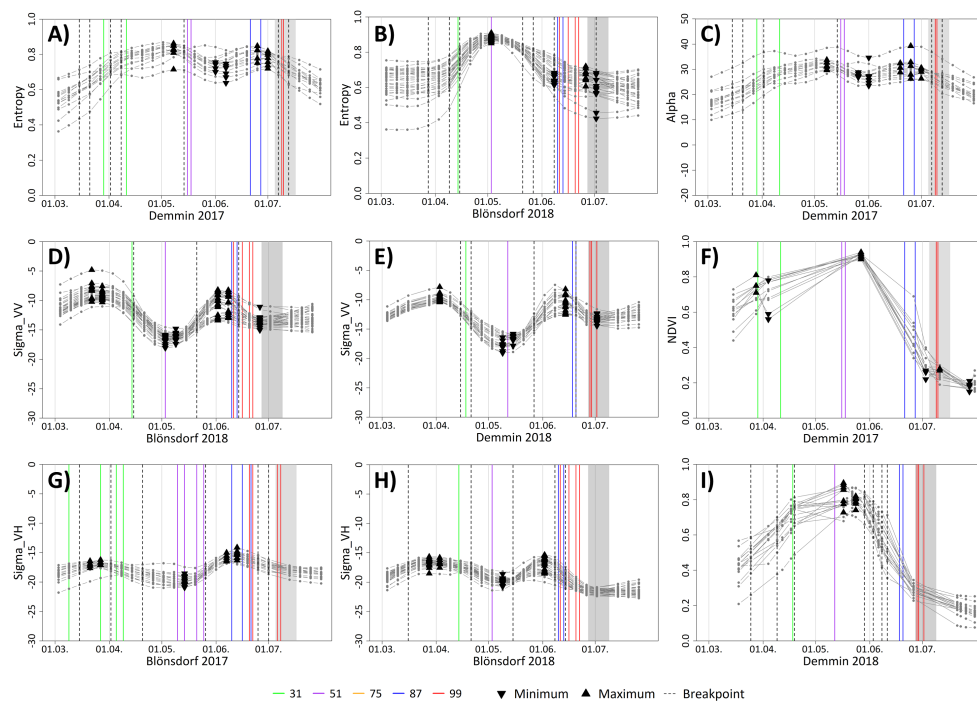 A)
Entropy
0.0 0.2 0.4 0.6 0.8 1.0
01.03. 01.04. 01.05. 01.06. 01.07.
Demmin 2017
B)
Entropy
0.0 0.2 0.4 0.6 0.8 1.0
01.03. 01.04. 01.05. 01.06. 01.07.
Blönsdorf 2018
C)
Alpha
-20 -10 0 10 20 30 40 50
01.03. 01.04. 01.05. 01.06. 01.07.
Demmin 2017
D)
Sigma_VV
-30 -25 -20 -15 -10 -5 0
01.03. 01.04. 01.05. 01.06. 01.07.
Blönsdorf 2018
E)
Sigma_VV
-30 -25 -20 -15 -10 -5 0
01.03. 01.04. 01.05. 01.06. 01.07.
Demmin 2018
F)
NDVI
0.0 0.2 0.4 0.6 0.8 1.0
01.03. 01.04. 01.05. 01.06. 01.07.
Demmin 2017
G)
Sigma_VH
-30 -25 -20 -15 -10 -5 0
01.03. 01.04. 01.05. 01.06. 01.07.
Blönsdorf 2017
H)
Sigma_VH
-30 -25 -20 -15 -10 -5 0
01.03. 01.04. 01.05. 01.06. 01.07.
Blönsdorf 2018
I)
0.0 0.2 0.4 0.6 0.8 1.0
01.03. 01.04. 01.05. 01.06. 01.07.
Demmin 2018
31 51 75 87 99 Minimum Maximum Breakpoint